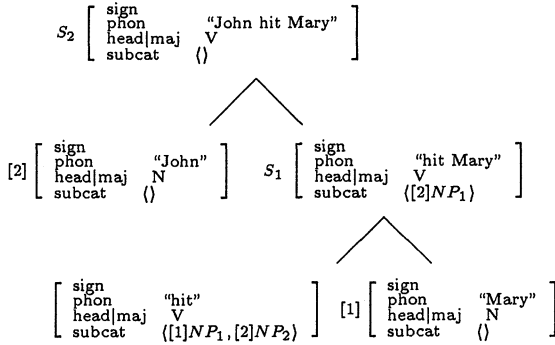 sign
S₂ phon "John hit Mary"
head|maj V
subcat ⟨⟩
sign
[2] phon "John"
head|maj N
subcat ⟨⟩
sign
S₁ phon "hit Mary"
head|maj V
subcat ⟨[2]NP₁⟩
sign
phon "hit"
head|maj V
subcat ⟨[1]NP₁,[2]NP₂⟩
sign
[1] phon "Mary"
head|maj N
subcat ⟨⟩